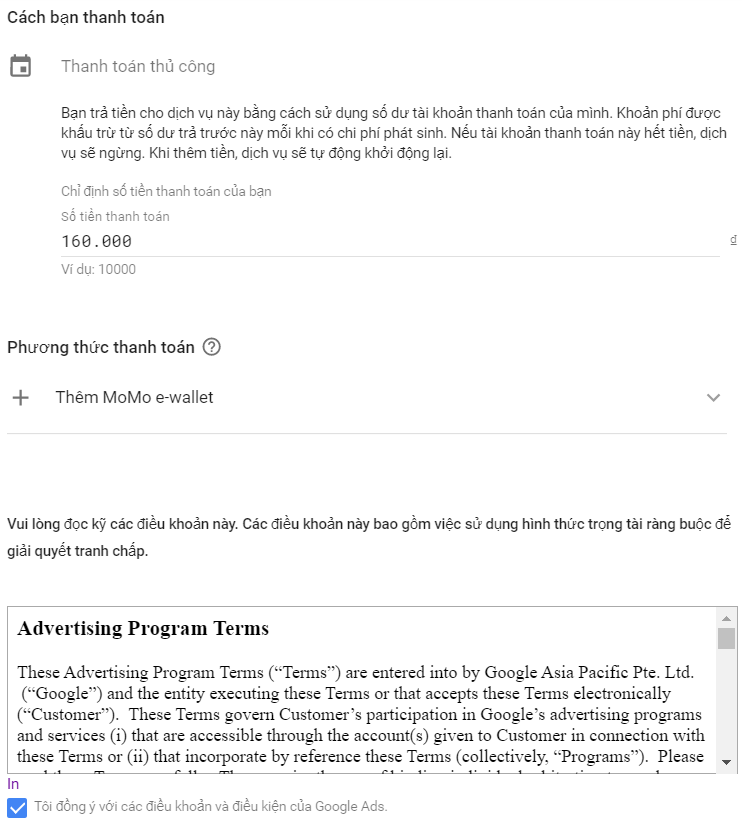 Cách bạn thanh toán
Thanh toán thủ công
Bạn trả tiền cho dịch vụ này bằng cách sử dụng số dư tài khoản thanh toán của mình. Khoản phí được
khấu trừ từ số dư trả trước này mỗi khi có chi phí phát sinh. Nếu tài khoản thanh toán này hết tiền, dịch
vụ sẽ ngừng. Khi thêm tiền, dịch vụ sẽ tự động khởi động lại.
Chỉ định số tiền thanh toán của bạn
Số tiền thanh toán
160.000 ₫
Ví dụ: 10000
Phương thức thanh toán ?
Thêm MoMo e-wallet
Vui lòng đọc kỹ các điều khoản này. Các điều khoản này bao gồm việc sử dụng hình thức trọng tài ràng buộc để
giải quyết tranh chấp.
Advertising Program Terms
These Advertising Program Terms (“Terms”) are entered into by Google Asia Pacific Pte. Ltd.
(“Google”) and the entity executing these Terms or that accepts these Terms electronically
(“Customer”). These Terms govern Customer’s participation in Google’s advertising programs
and services (i) that are accessible through the account(s) given to Customer in connection with
these Terms or (ii) that incorporate by reference these Terms (collectively, “Programs”). Please
In
Tôi đồng ý với các điều khoản và điều kiện của Google Ads.